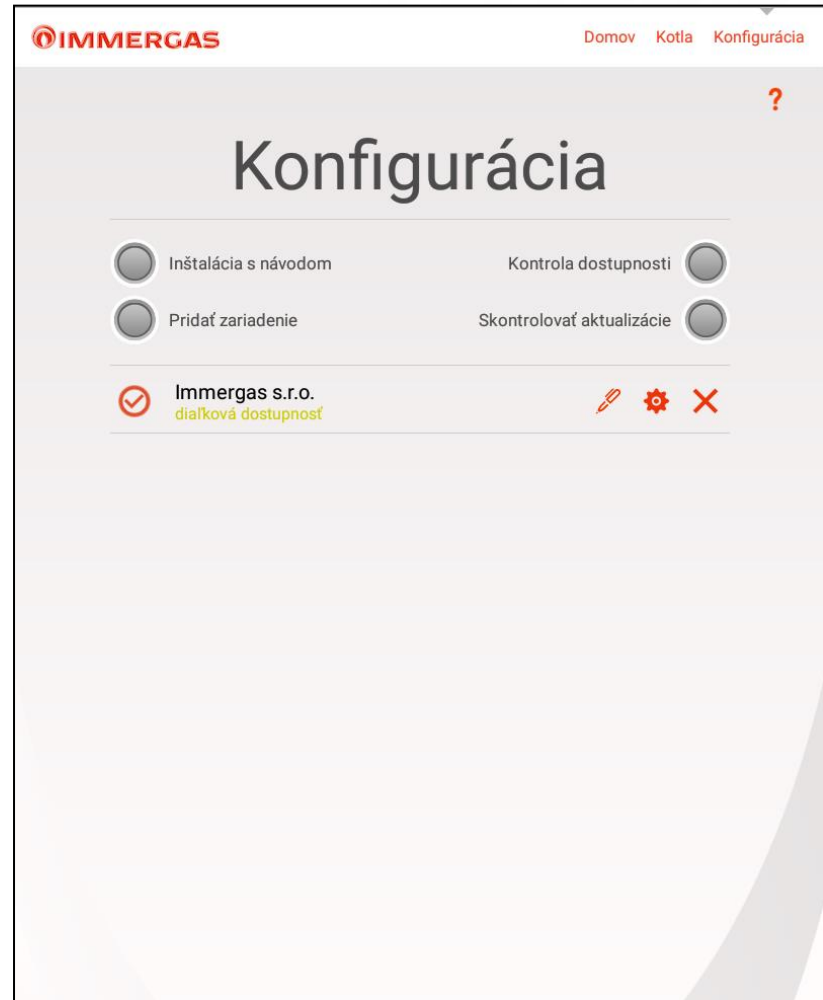 IMMERGAS
Domov Kotla Konfigurácia
?
Konfigurácia
Inštalácia s návodom Kontrola dostupnosti
Pridať zariadenie Skontrolovať aktualizácie
Immergas s.r.o.
diaľková dostupnosť